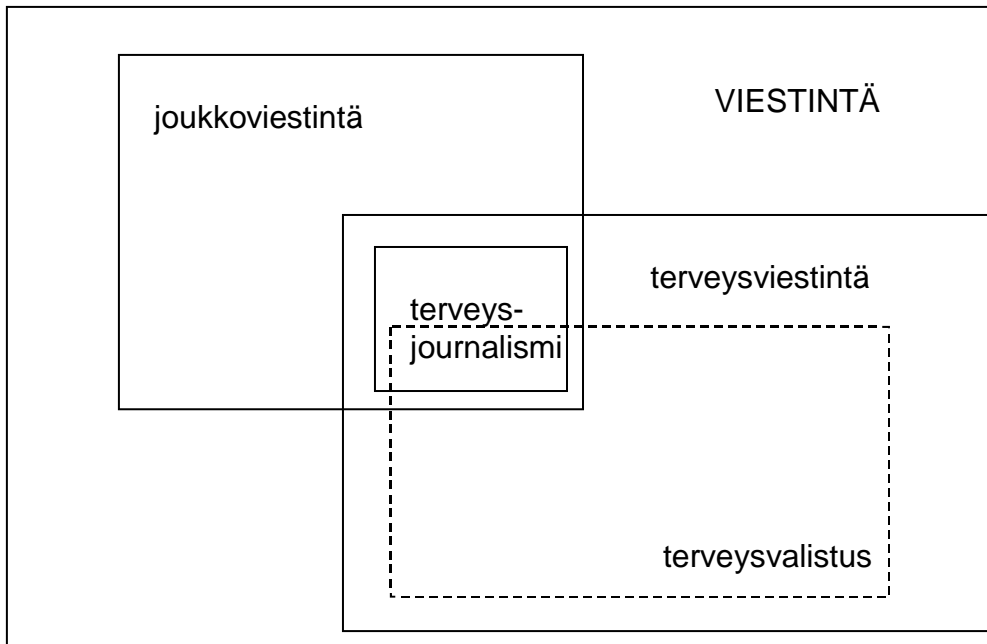 VIESTINTÄ
joukkoviestintä
terveysviestintä
terveys-
journalismi
terveysvalistus